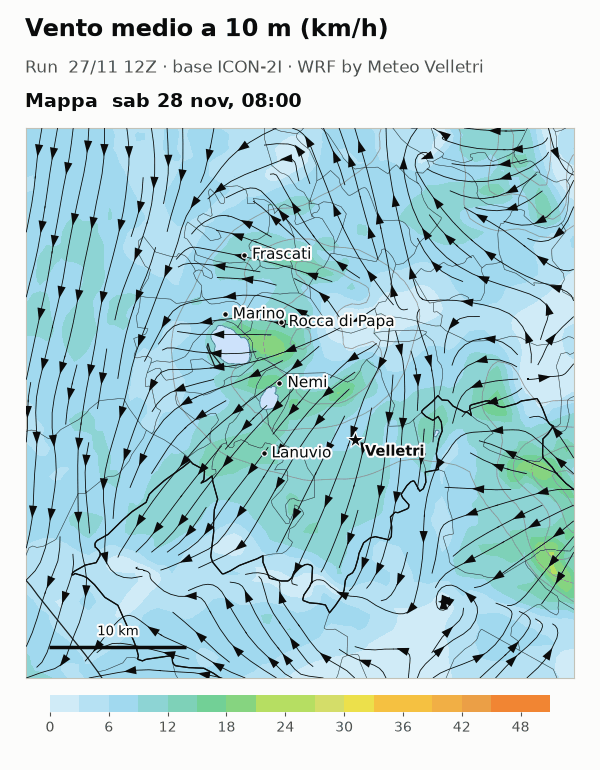 Vento medio a 10 m (km/h)
Run  27/11 12Z · base ICON-2I · WRF by Meteo Velletri
Mappa  sab 28 nov, 08:00
Frascati
Marino
Rocca di Papa
Nemi
Velletri
Lanuvio
10 km
0 6 12 18 24 30 36 42 48